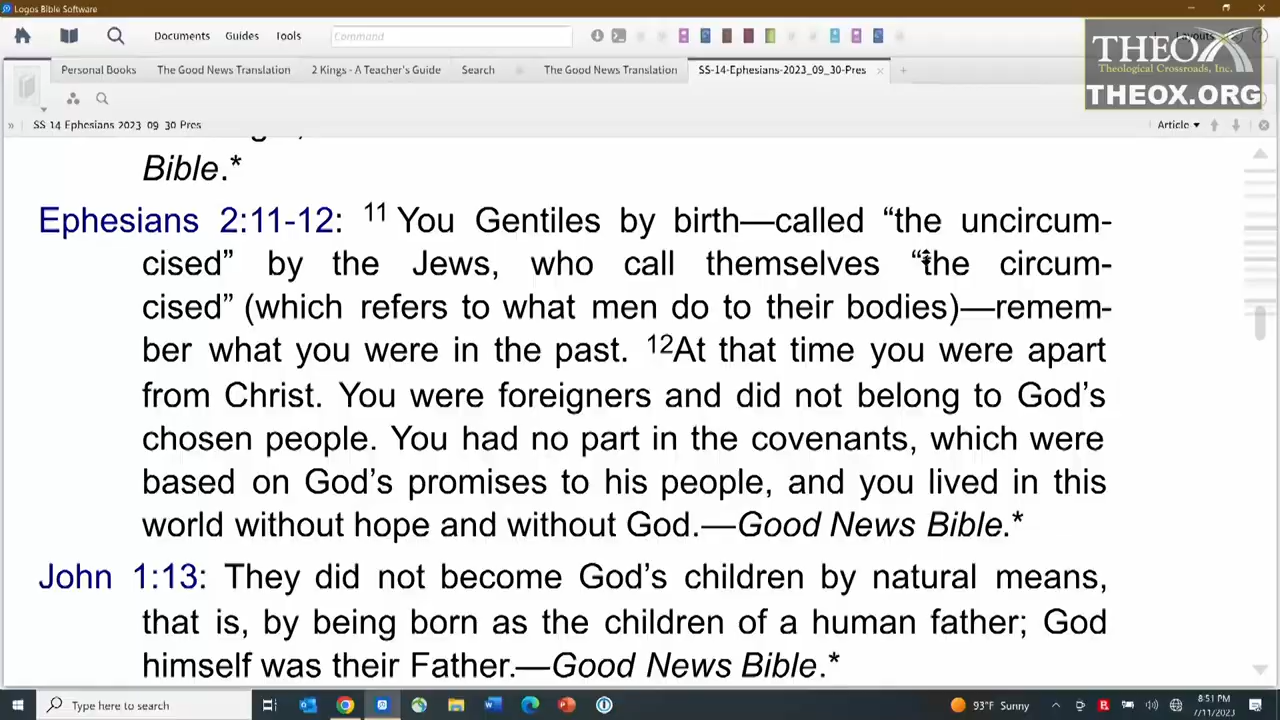 Logos Bible Software
Documents Guides Tools Command Layouts
THEOX
Theological Crossroads, Inc.
THEOX.ORG
Personal Books The Good News Translation 2 Kings - A Teacher's Guide Search The Good News Translation SS-14-Ephesians-2023_09_30-Pres
SS-14-Ephesians-2023_09_30-Pres Article
Bible.*
Ephesians 2:11-12: 11 You Gentiles by birth—called “the uncircum-
cised” by the Jews, who call themselves “the circum-
cised” (which refers to what men do to their bodies)—remem-
ber what you were in the past. 12At that time you were apart
from Christ. You were foreigners and did not belong to God’s
chosen people. You had no part in the covenants, which were
based on God’s promises to his people, and you lived in this
world without hope and without God.—Good News Bible.*
John 1:13: They did not become God’s children by natural means,
that is, by being born as the children of a human father; God
himself was their Father.—Good News Bible.*
Type here to search 93°F Sunny 8:51 PM
7/11/2023